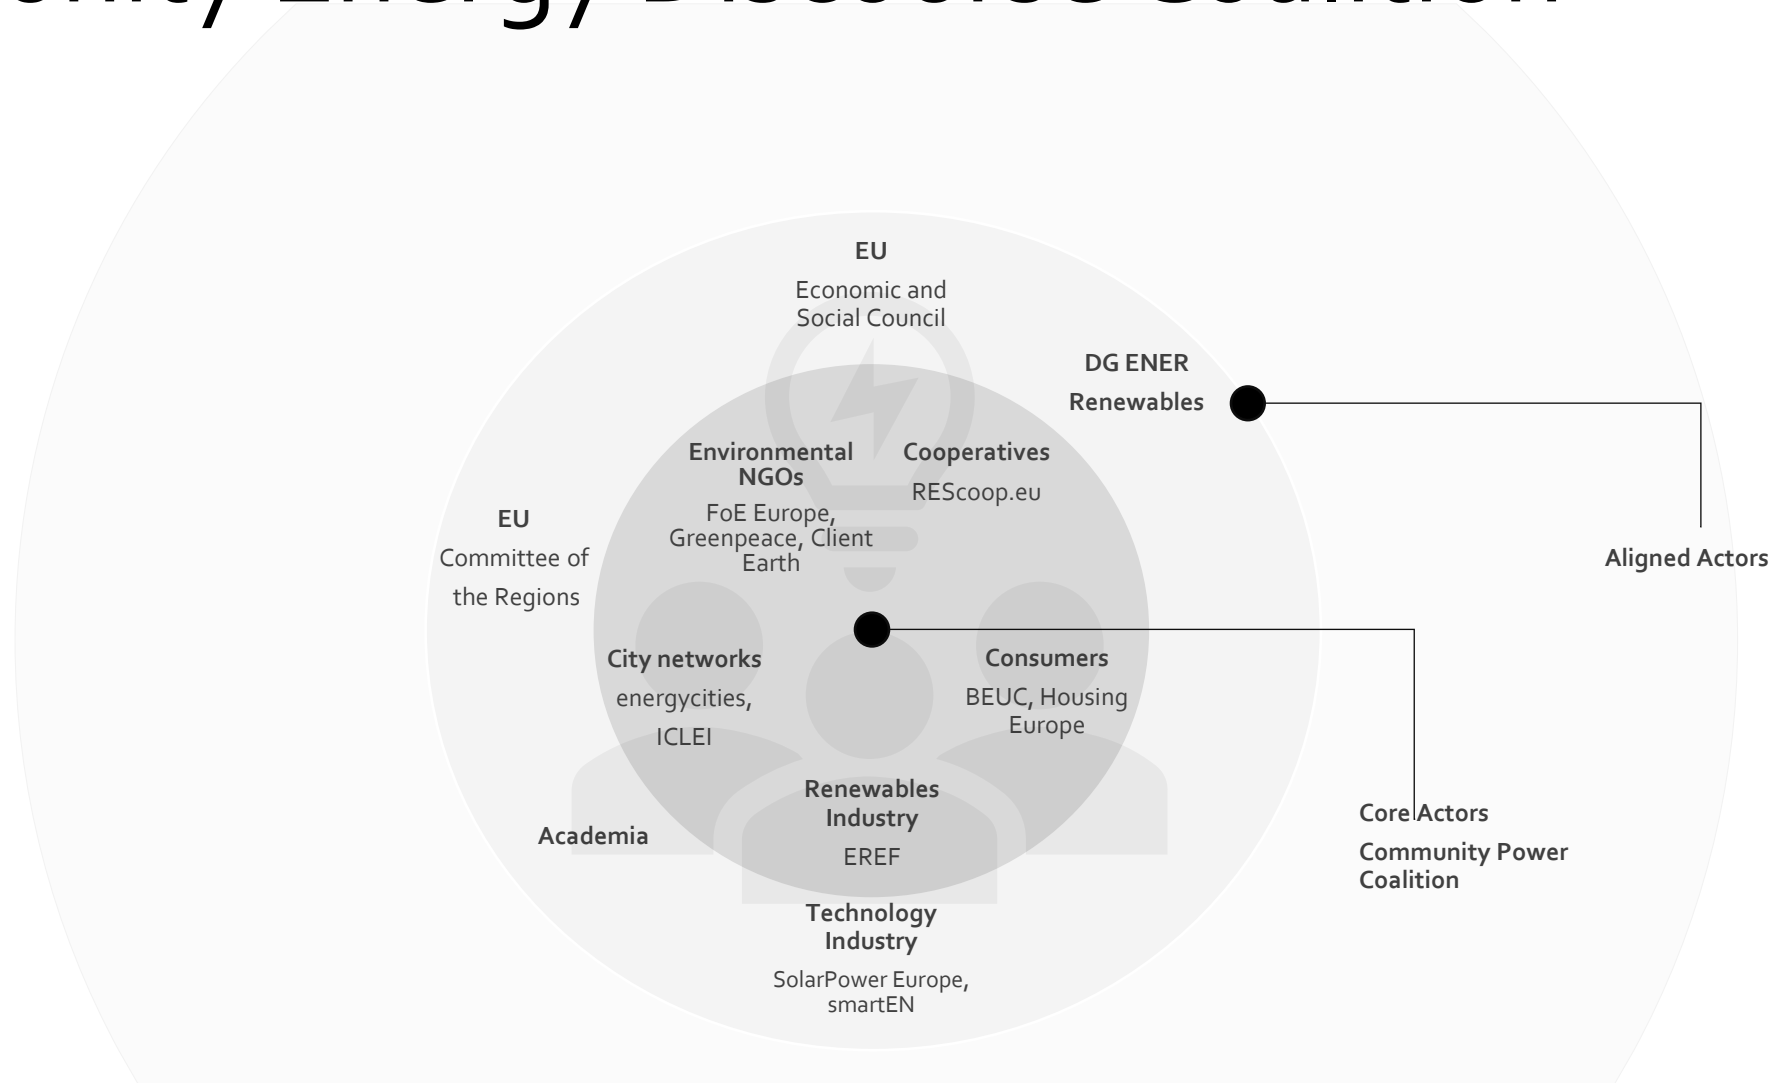 EU
Economic and
Social Council
DG ENER
Renewables
Environmental
NGOs
FoE Europe,
Greenpeace, Client
Earth
Cooperatives
REScoop.eu
EU
Committee of
the Regions
Aligned Actors
City networks
energycities,
ICLEI
Consumers
BEUC, Housing
Europe
Renewables
Industry
EREF
Academia
Core Actors
Community Power
Coalition
Technology
Industry
SolarPower Europe,
smartEN